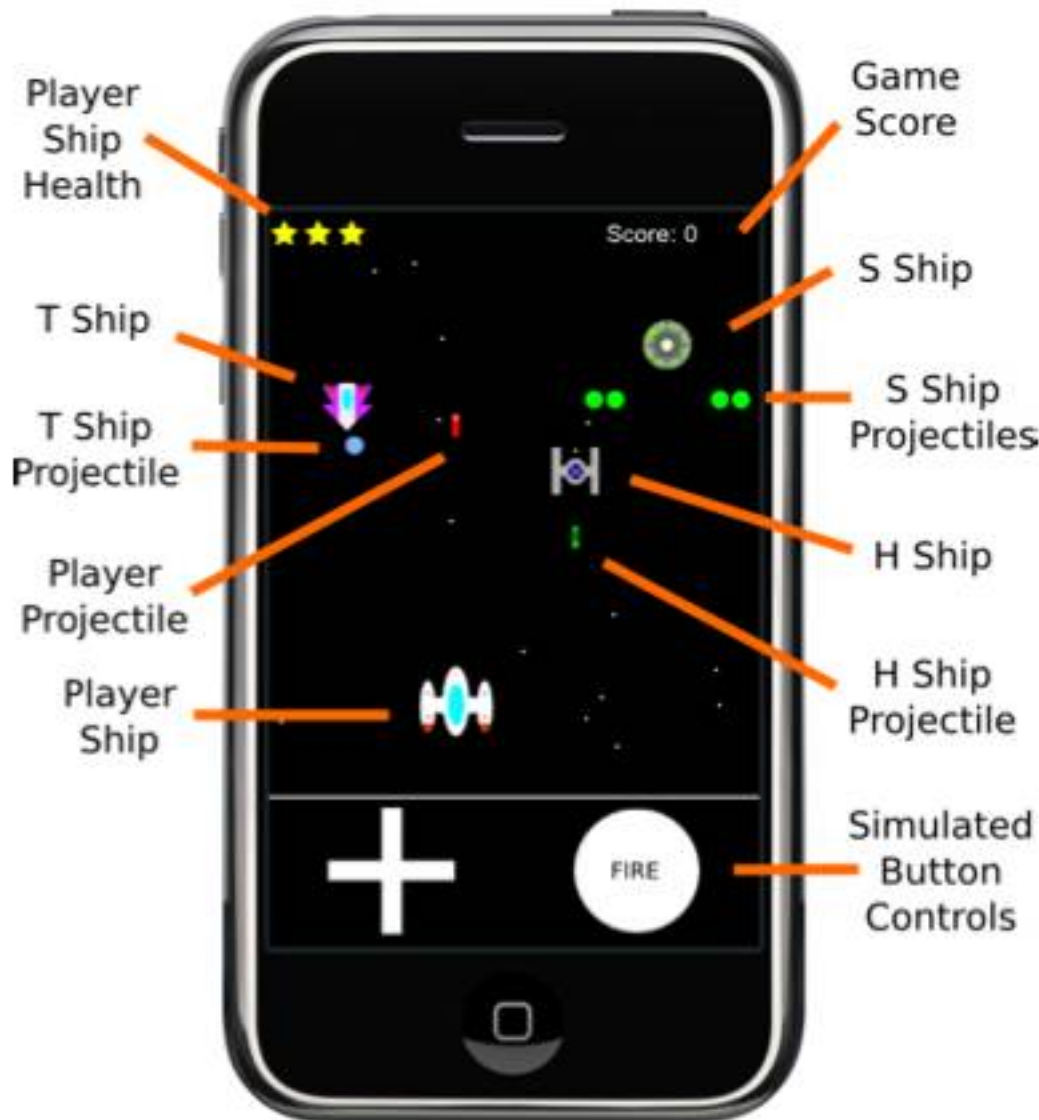 Player
Ship
Health
Game
Score
Score: 0
S Ship
T Ship
S Ship
Projectiles
T Ship
Projectile
H Ship
Player
Projectile
H Ship
Projectile
Player
Ship
Simulated
Button
Controls
FIRE